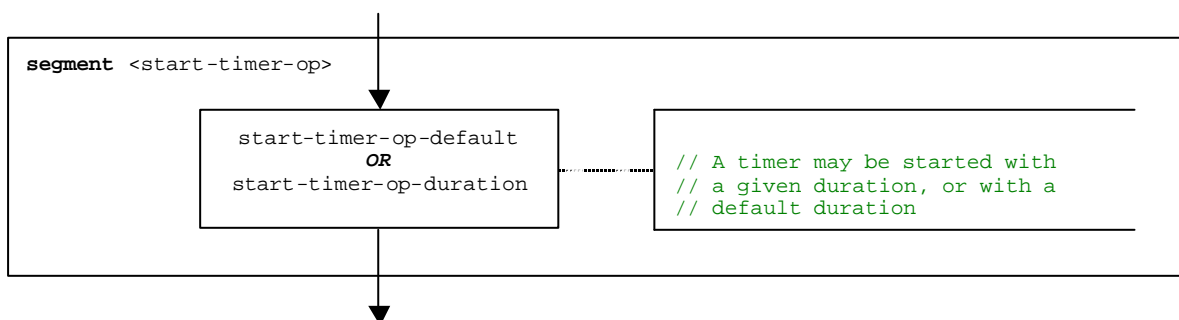 segment <start-timer-op>
start-timer-op-default
OR
start-timer-op-duration
// A timer may be started with
// a given duration, or with a
// default duration